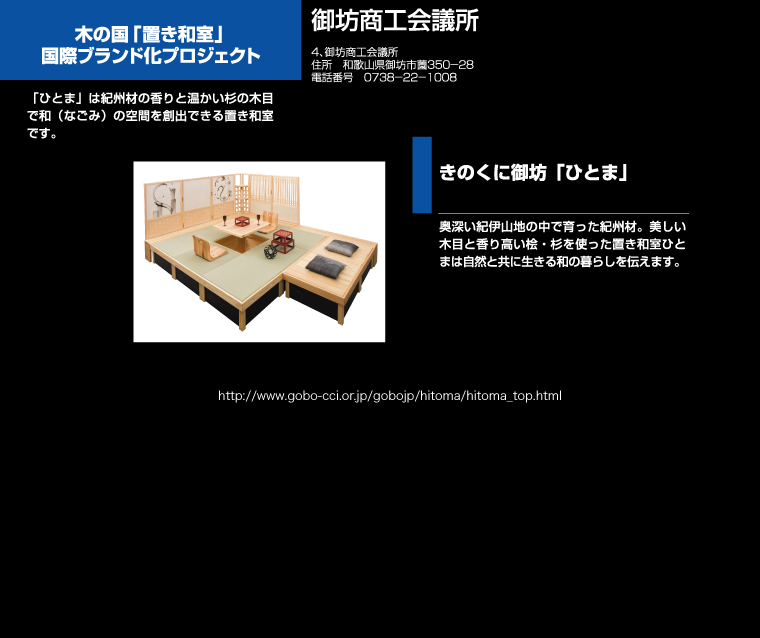 木の国「置き和室」
国際ブランド化プロジェクト
御坊商工会議所
4、御坊商工会議所
住所　和歌山県御坊市薗350−28
電話番号　0738−22−1008
「ひとま」は紀州材の香りと温かい杉の木目
で和（なごみ）の空間を創出できる置き和室
です。
きのくに御坊「ひとま」
奥深い紀伊山地の中で育った紀州材。美しい
木目と香り高い桧・杉を使った置き和室ひと
まは自然と共に生きる和の暮らしを伝えます。
http://www.gobo-cci.or.jp/gobojp/hitoma/hitoma_top.html